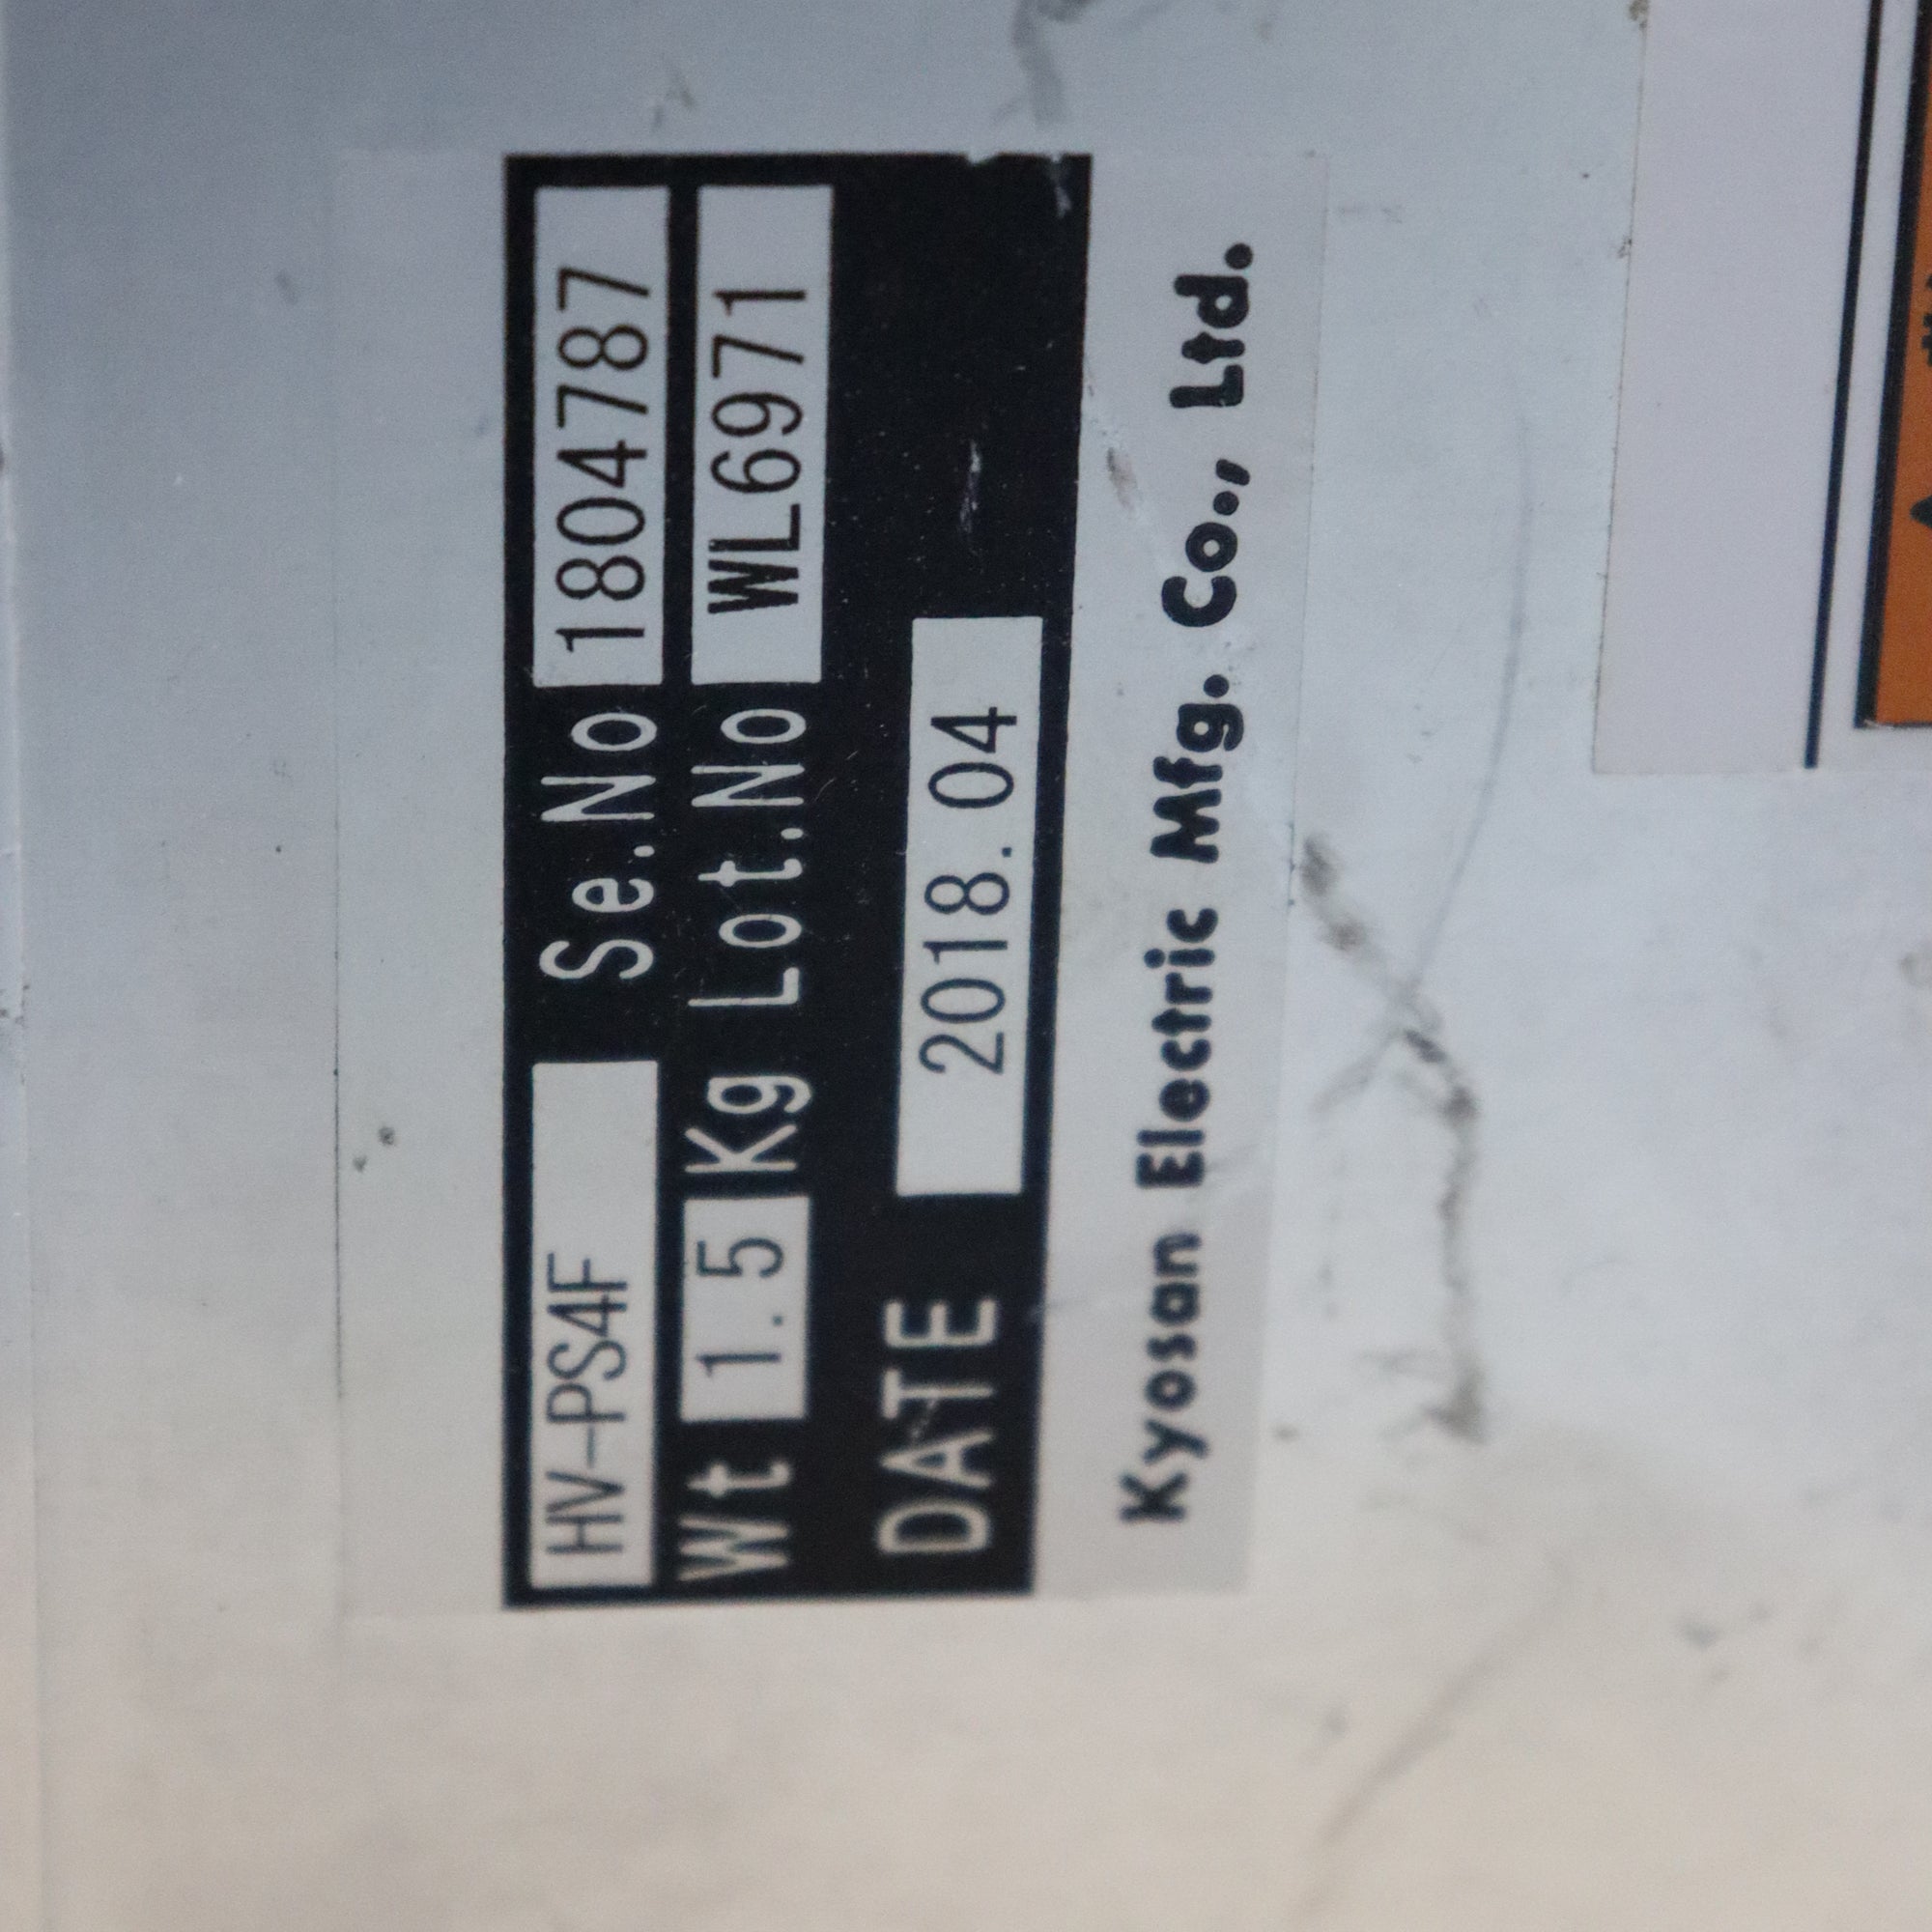 HV-PS4F Se.No 1804787
Wt 1.5 Kg Lot.No WL6971
DATE 2018.04
Kyosan Electric Mfg. Co., Ltd.